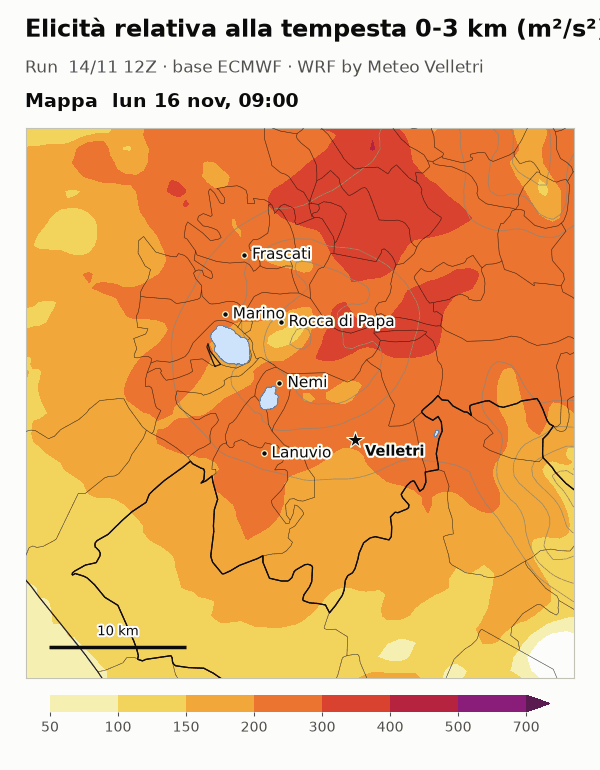 Elicità relativa alla tempesta 0-3 km (m²/s²)
Run 14/11 12Z · base ECMWF · WRF by Meteo Velletri
Mappa lun 16 nov, 09:00
Frascati
Marino
Rocca di Papa
Nemi
Velletri
Lanuvio
10 km
50 100 150 200 300 400 500 700